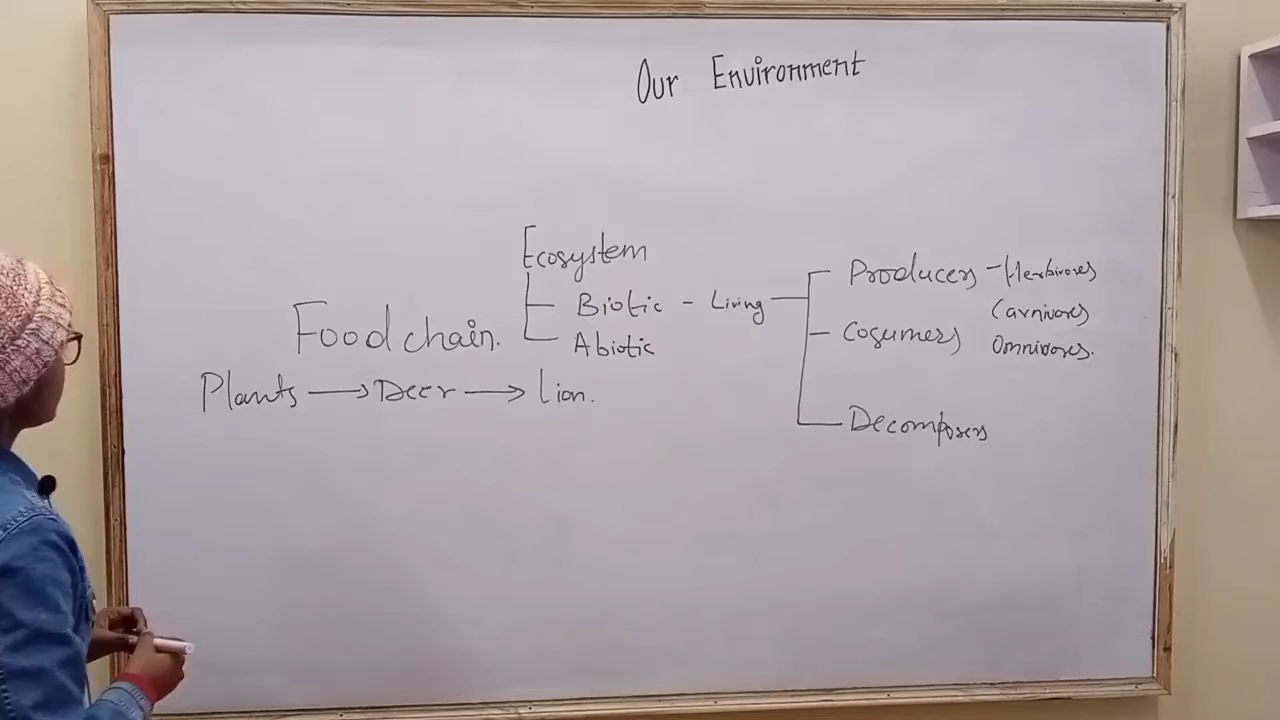 Our Environment
Ecosystem
Biotic - Living
Abiotic
Producers - Herbivores
Carnivores
Cosumers
Omnivores.
Decomposers
Food chain.
Plants → Deer → Lion.